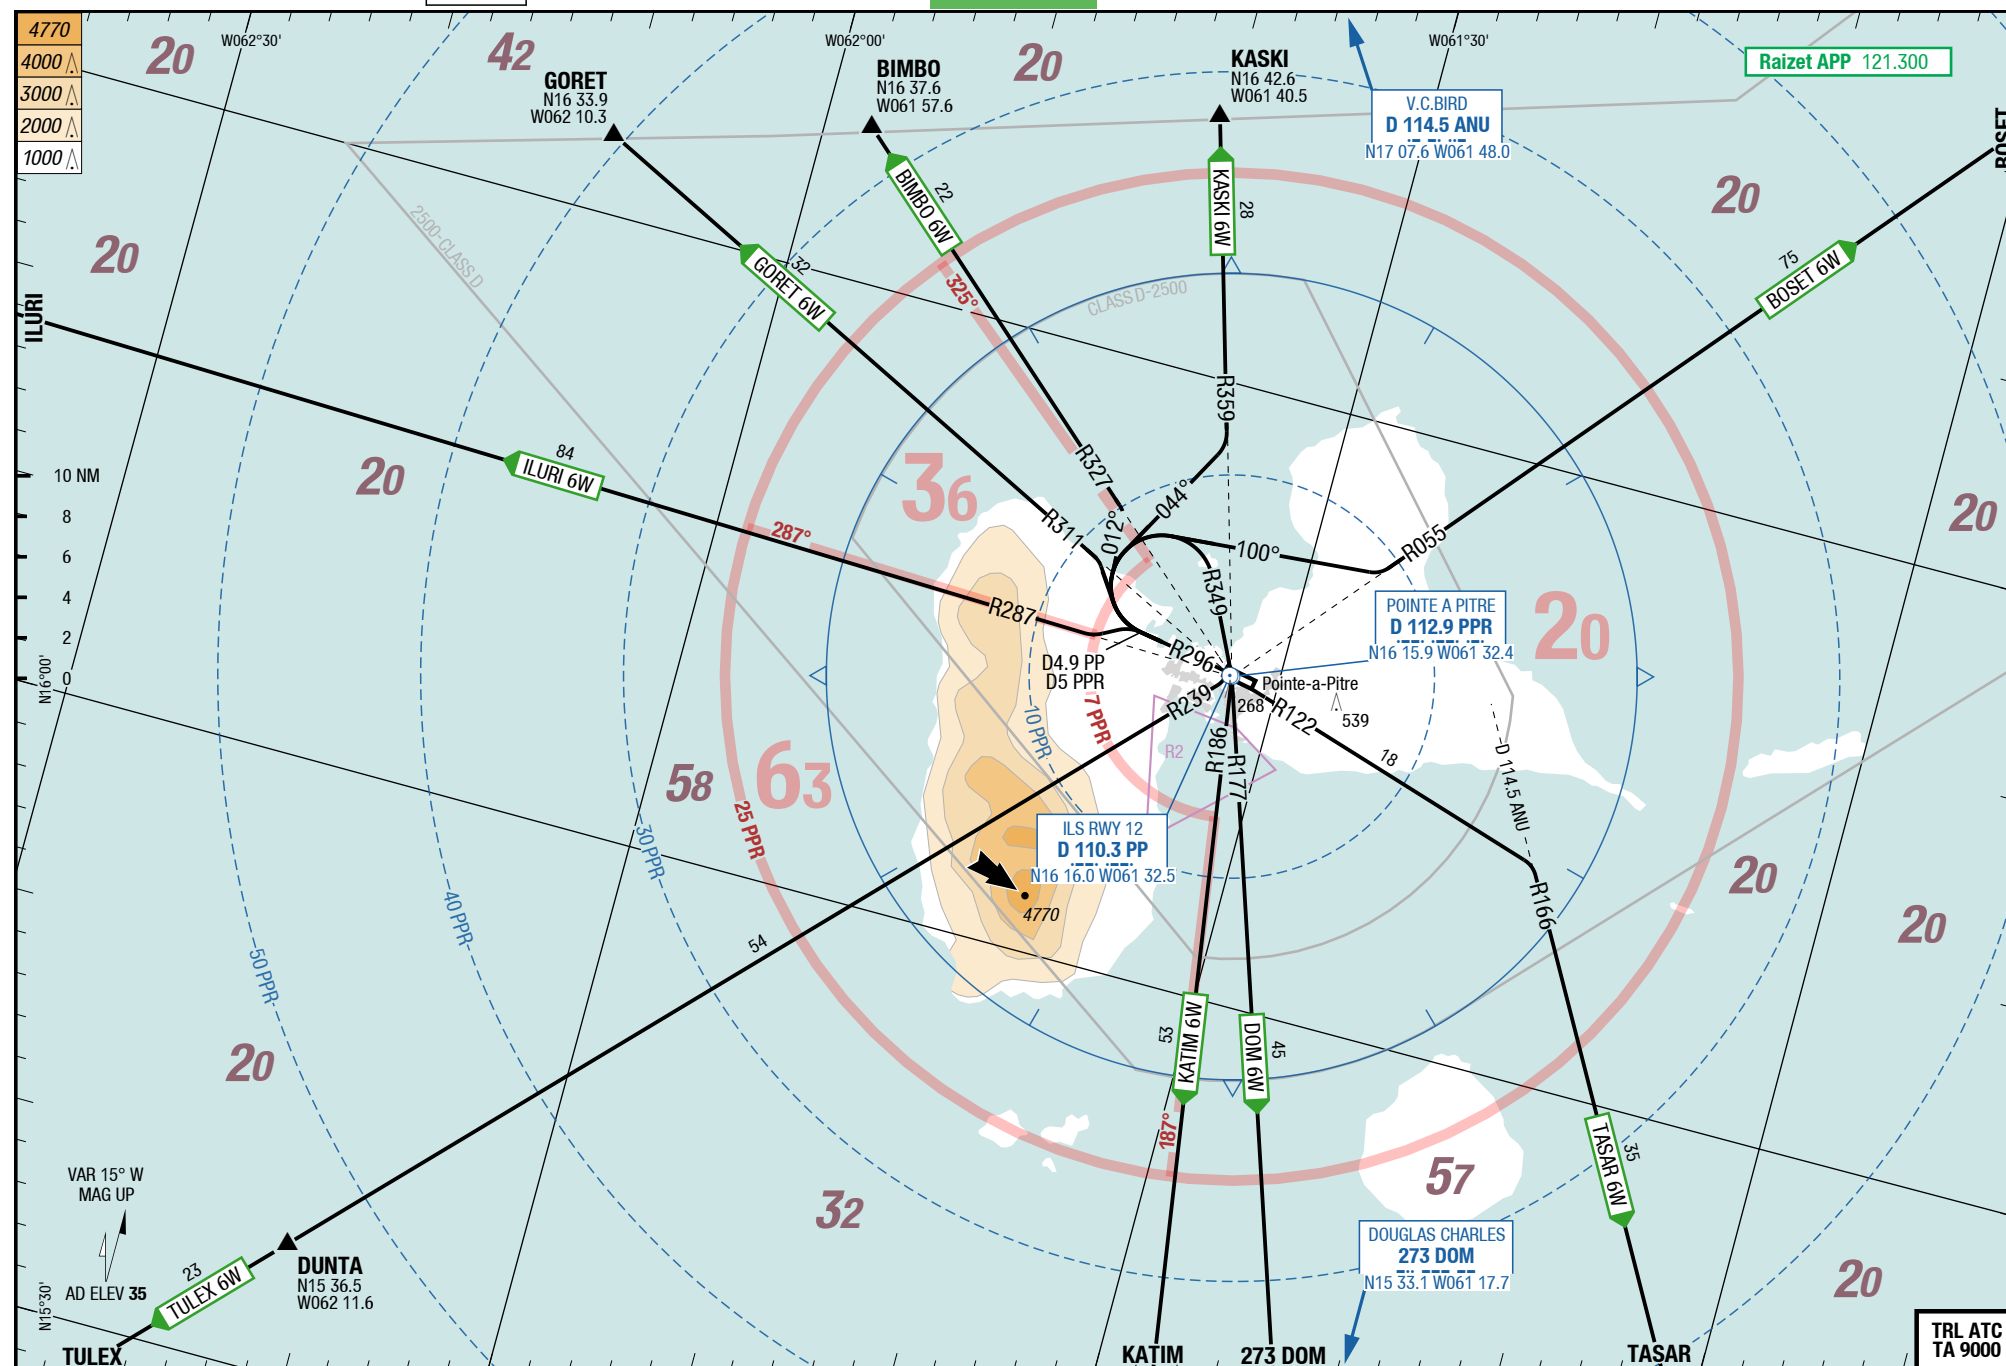 4770
4000
3000
2000
1000
20
W062°30'
42
GORET
N16 33.9
W062 10.3
W062°00'
BIMBO
N16 37.6
W061 57.6
20
KASKI
N16 42.6
W061 40.5
W061°30'
V.C.BIRD
D 114.5 ANU
N17 07.6 W061 48.0
Raizet APP 121.300
BOSET
20
20
2500-CLASS D
GORET 6W
32
BIMBO 6W
22
KASKI 6W
28
BOSET 6W
75
CLASS D-2500
325°
ILURI
ILURI 6W
84
20
36
287°
R311
R327
R359
012°
044°
100°
R055
R349
R287
R296
D4.9 PP
D5 PPR
10 NM
8
6
4
2
0
N16°00'
20
POINTE A PITRE
D 112.9 PPR
N16 15.9 W061 32.4
20
Pointe-a-Pitre
268
539
R239
R122
R186
R177
R2
18
D 114.5 ANU
7 PPR
10 PPR
58
63
25 PPR
30 PPR
40 PPR
50 PPR
ILS RWY 12
D 110.3 PP
N16 16.0 W061 32.5
4770
54
20
20
R166
KATIM 6W
53
DOM 6W
45
187°
TASAR 6W
35
20
32
57
VAR 15° W
MAG UP
AD ELEV 35
DOUGLAS CHARLES
273 DOM
N15 33.1 W061 17.7
20
N15°30'
TULEX 6W
23
DUNTA
N15 36.5
W062 11.6
TULEX
KATIM
273 DOM
TASAR
TRL ATC
TA 9000